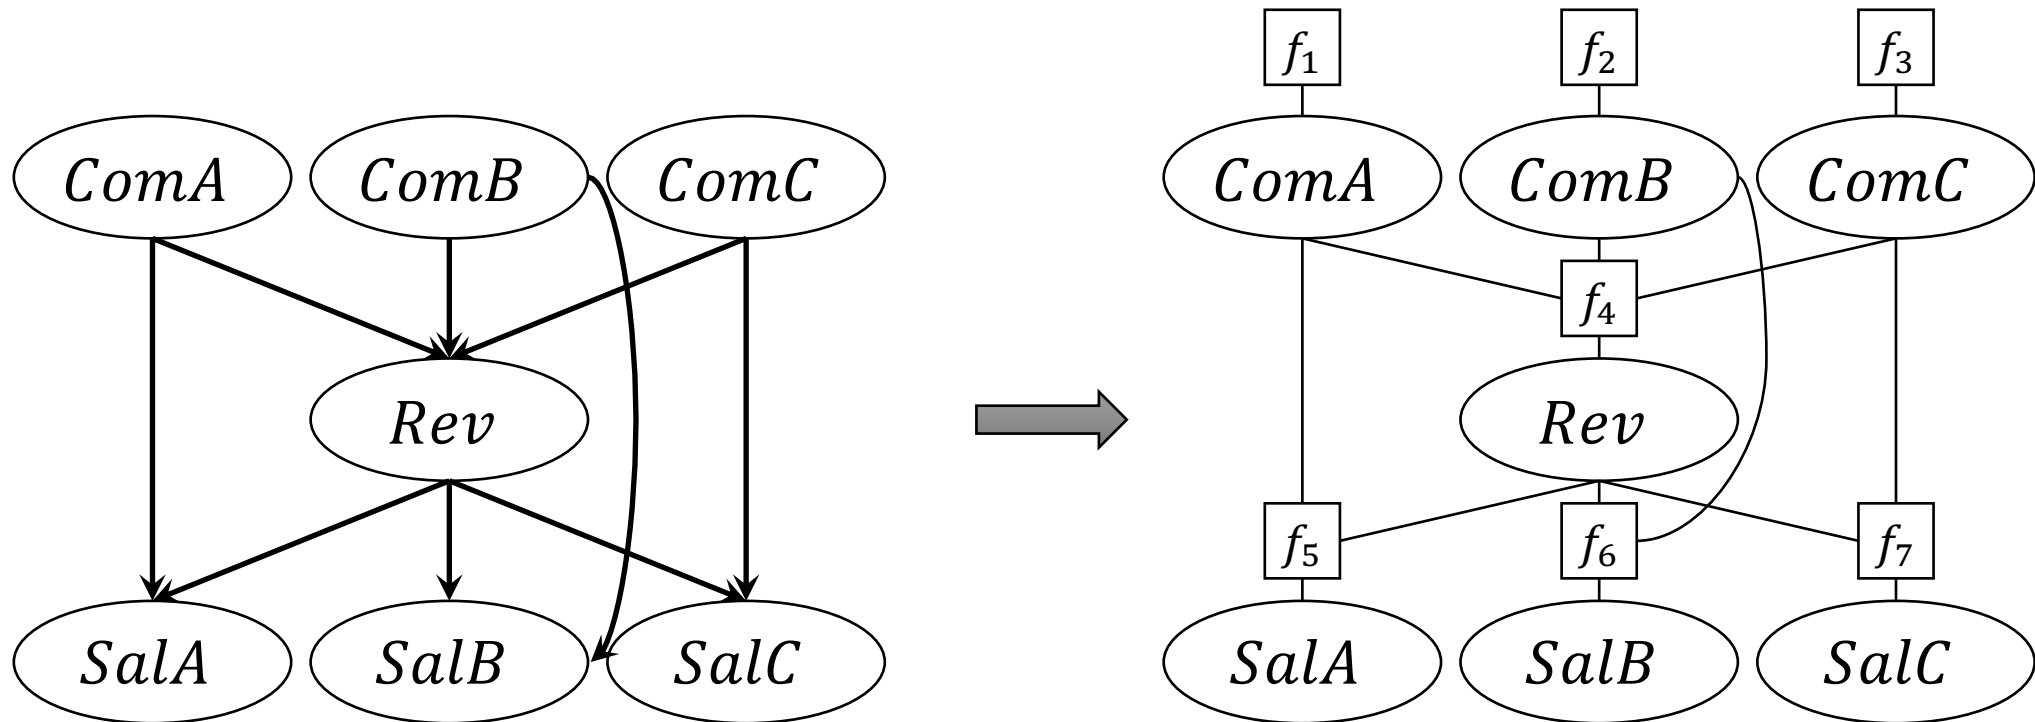 f₁ f₂ f₃
ComA ComB ComC ComA ComB ComC
f₄
Rev Rev
f₅ f₆ f₇
SalA SalB SalC SalA SalB SalC